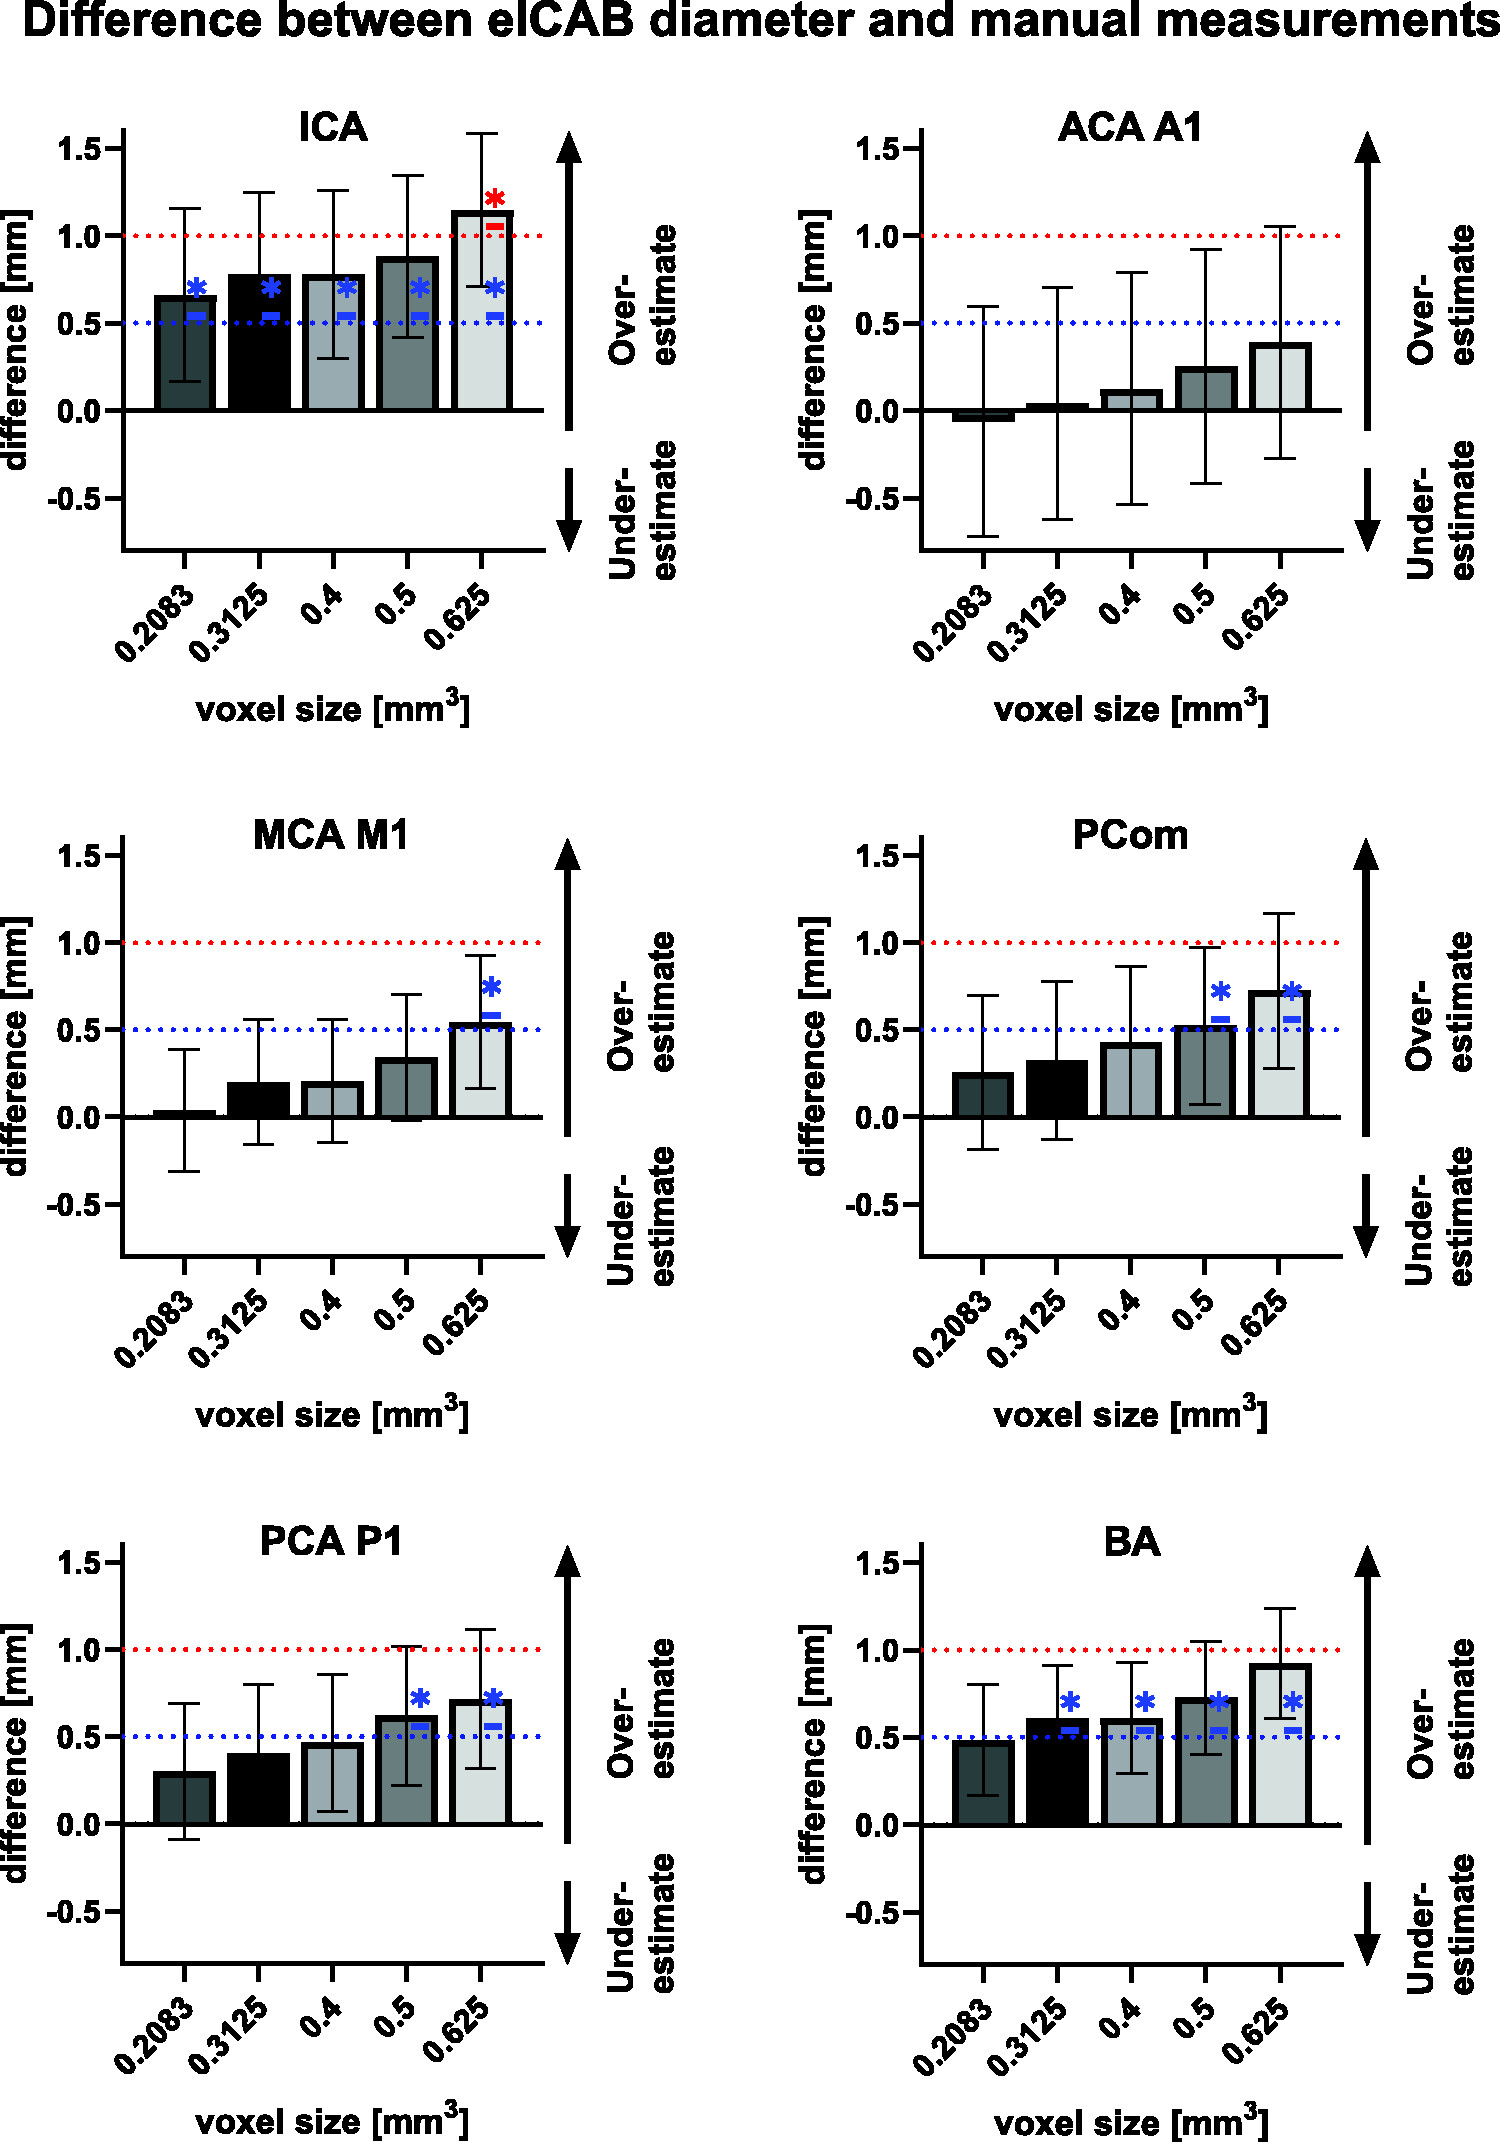 Difference between eICAB diameter and manual measurements
ICA
difference [mm]
1.5
1.0
0.5
0.0
-0.5
*
* * * * *
Over-
estimate
Under-
estimate
0.2083
0.3125
0.4
0.5
0.625
voxel size [mm³]
ACA A1
difference [mm]
1.5
1.0
0.5
0.0
-0.5
Over-
estimate
Under-
estimate
0.2083
0.3125
0.4
0.5
0.625
voxel size [mm³]
MCA M1
difference [mm]
1.5
1.0
0.5
0.0
-0.5
*
Over-
estimate
Under-
estimate
0.2083
0.3125
0.4
0.5
0.625
voxel size [mm³]
PCom
difference [mm]
1.5
1.0
0.5
0.0
-0.5
* *
Over-
estimate
Under-
estimate
0.2083
0.3125
0.4
0.5
0.625
voxel size [mm³]
PCA P1
difference [mm]
1.5
1.0
0.5
0.0
-0.5
* *
Over-
estimate
Under-
estimate
0.2083
0.3125
0.4
0.5
0.625
voxel size [mm³]
BA
difference [mm]
1.5
1.0
0.5
0.0
-0.5
* * * *
Over-
estimate
Under-
estimate
0.2083
0.3125
0.4
0.5
0.625
voxel size [mm³]